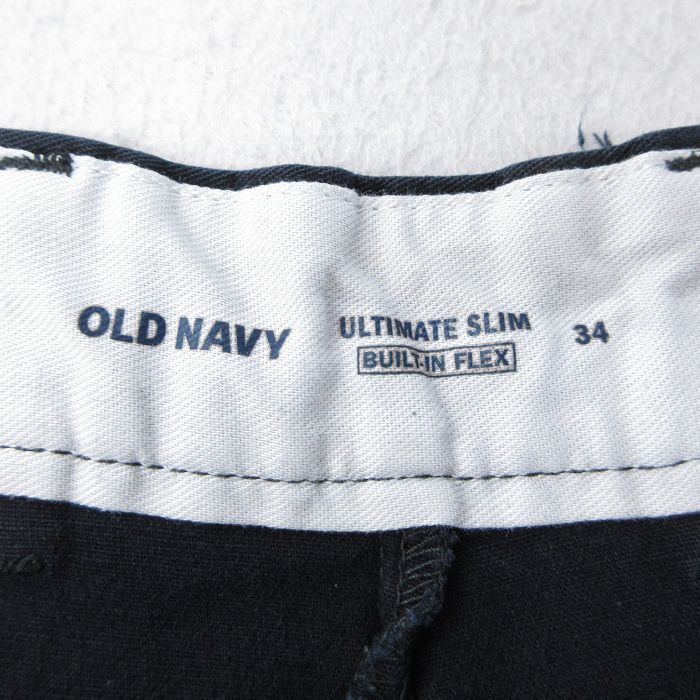 OLD NAVY
ULTIMATE SLIM
BUILT-IN FLEX
34